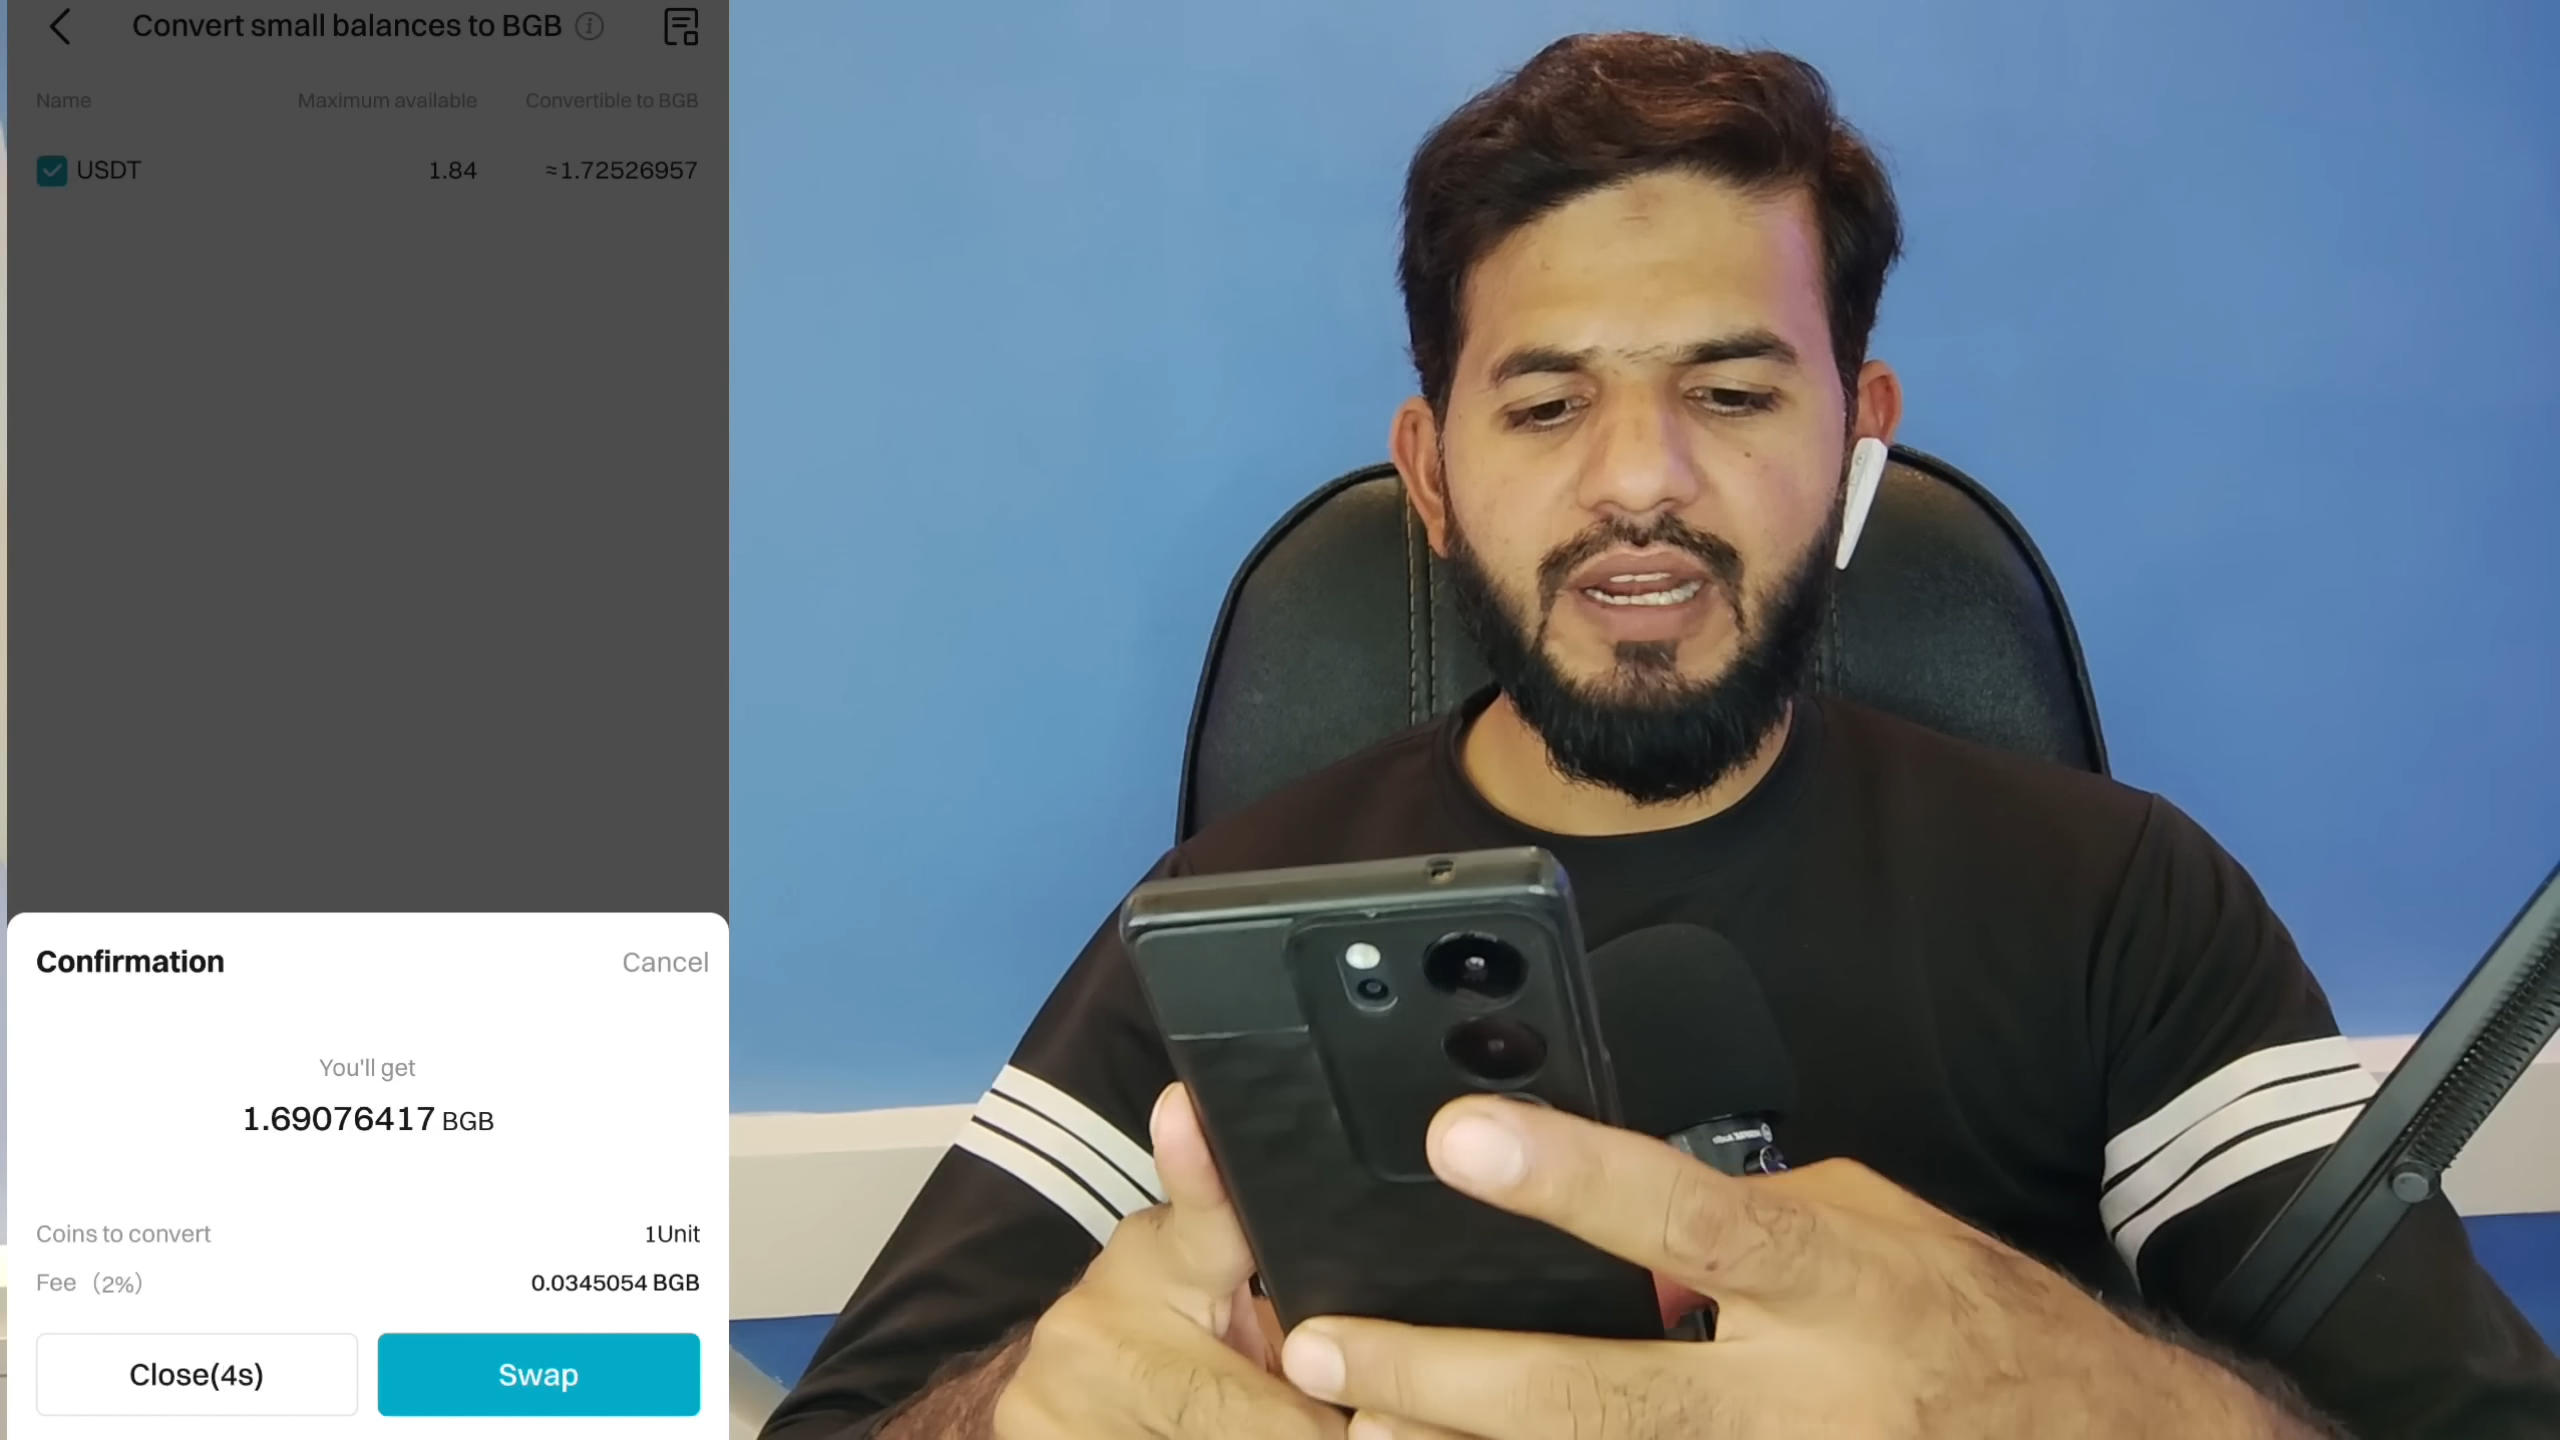 Convert small balances to BGB
Name Maximum available Convertible to BGB
USDT 1.84 ≈1.72526957
Confirmation Cancel
You'll get
1.69076417 BGB
Coins to convert 1Unit
Fee (2%) 0.0345054 BGB
Close(4s) Swap